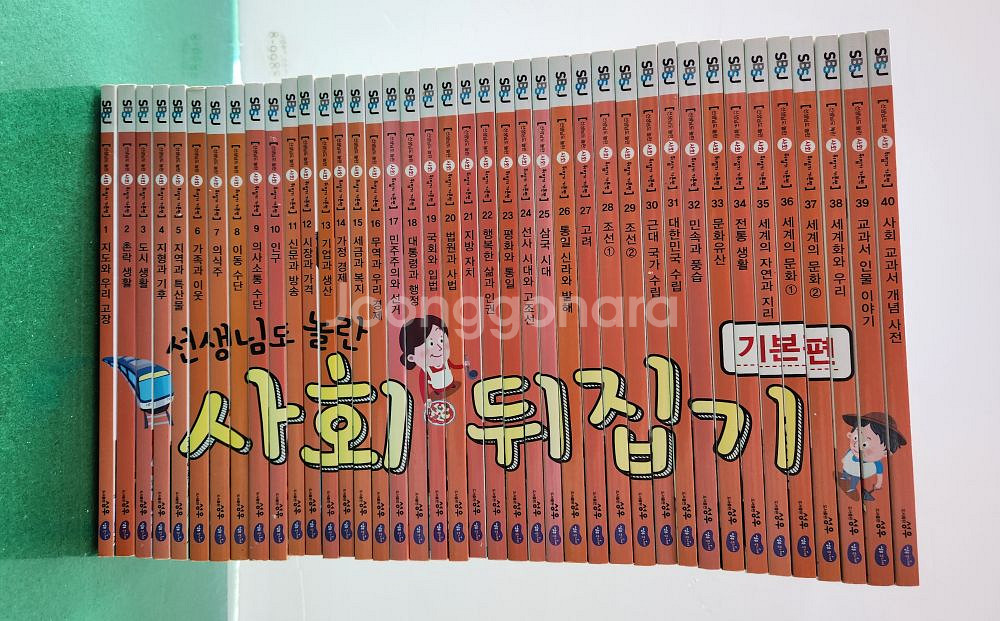 SBJ
1 지도와 우리 고장
2 촌락 생활
3 도시 생활
4 지형과 기후
5 지역과 특산물
6 가족과 이웃
7 의식주
8 이동 수단
9 의사소통 수단
10 인구
11 신문과 방송
12 시장과 가격
13 기업과 생산
14 가정 경제
15 세금과 복지
16 무역과 우리 경제
17 민주주의와 선거
18 대통령과 행정
19 국회와 입법
20 법원과 사법
21 지방 자치
22 행복한 삶과 인권
23 평화와 통일
24 선사 시대와 고조선
25 삼국 시대
26 통일 신라와 발해
27 고려
28 조선①
29 조선②
30 근대 국가 수립
31 대한민국 수립
32 민속과 풍습
33 문화유산
34 전통 생활
35 세계의 자연과 지리
36 세계의 문화①
37 세계의 문화②
38 세계화와 우리
39 교과서 인물 이야기
40 사회 교과서 개념 사전
Joonggonara
선생님도 놀란
사회 뒤집기
기본편
도서출판 성우